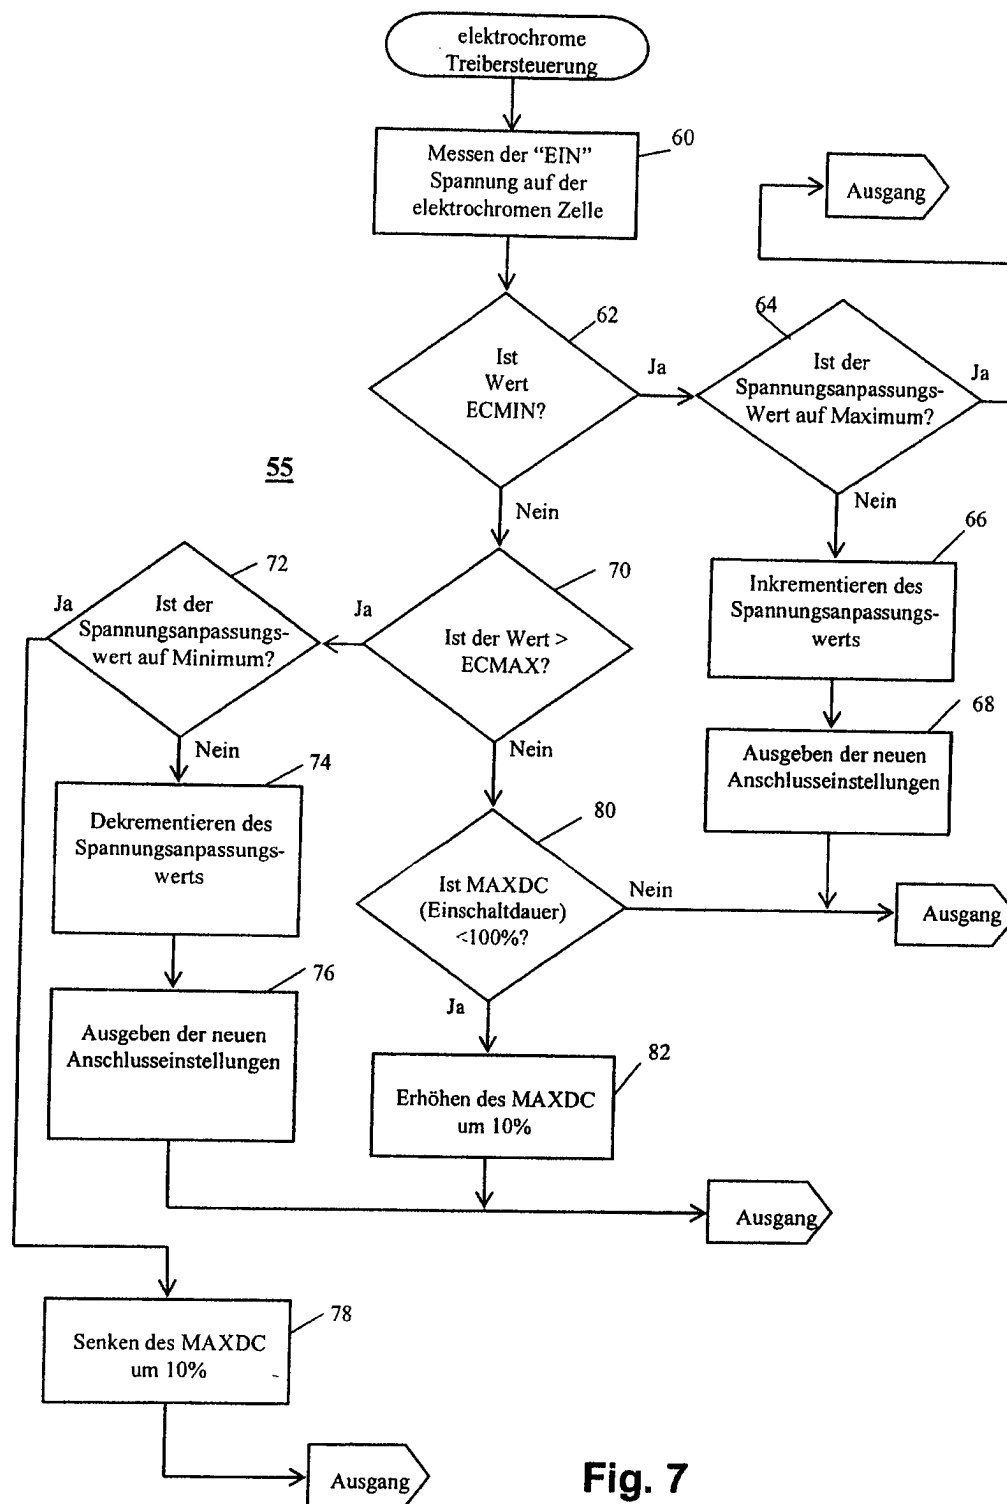 elektrochrome
Treibersteuerung
60
Messen der "EIN"
Spannung auf der
elektrochromen Zelle
Ausgang
62
Ist
Wert
ECMIN?
Ja
64
Ist der
Spannungsanpassungs-
Wert auf Maximum?
Ja
55
Nein
Nein
66
Inkrementieren des
Spannungsanpassungs-
werts
72
Ja
Ist der
Spannungsanpassungs-
wert auf Minimum?
Ja
70
Ist der Wert >
ECMAX?
68
Ausgeben der neuen
Anschlusseinstellungen
Nein
Nein
74
Dekrementieren des
Spannungsanpassungs-
werts
80
Ist MAXDC
(Einschaltdauer)
<100%?
Nein
Ausgang
76
Ausgeben der neuen
Anschlusseinstellungen
Ja
82
Erhöhen des MAXDC
um 10%
Ausgang
78
Senken des MAXDC
um 10%
Ausgang
Fig. 7